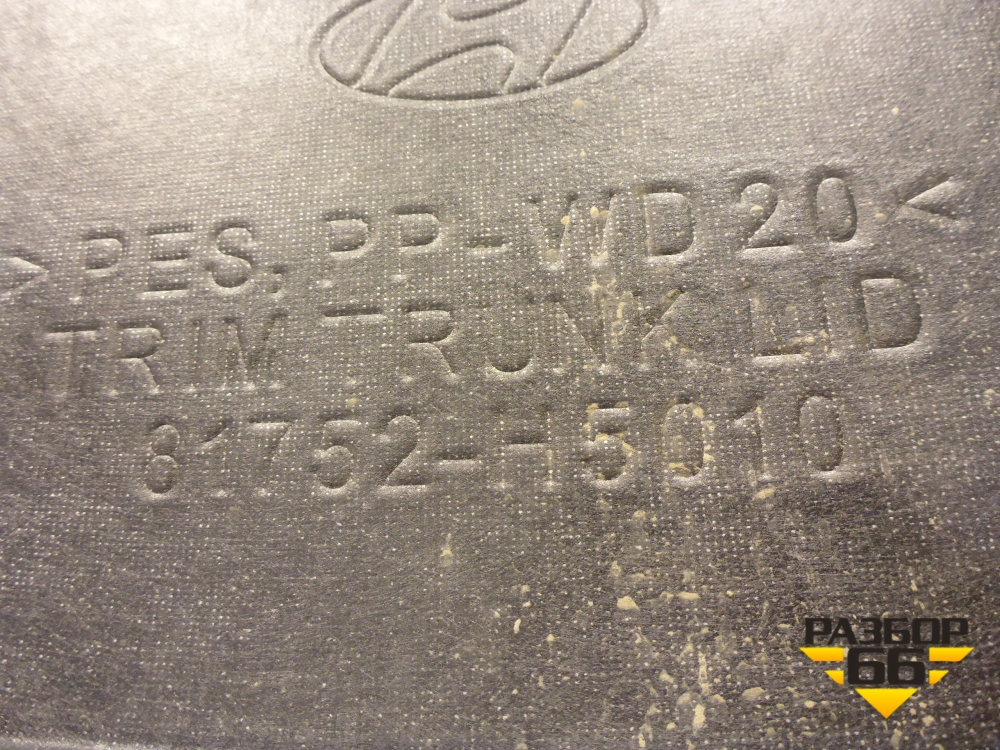 >PES, PP-WD20<
TRIM TRUNK LID
81752-H5010
РАЗБОР
66